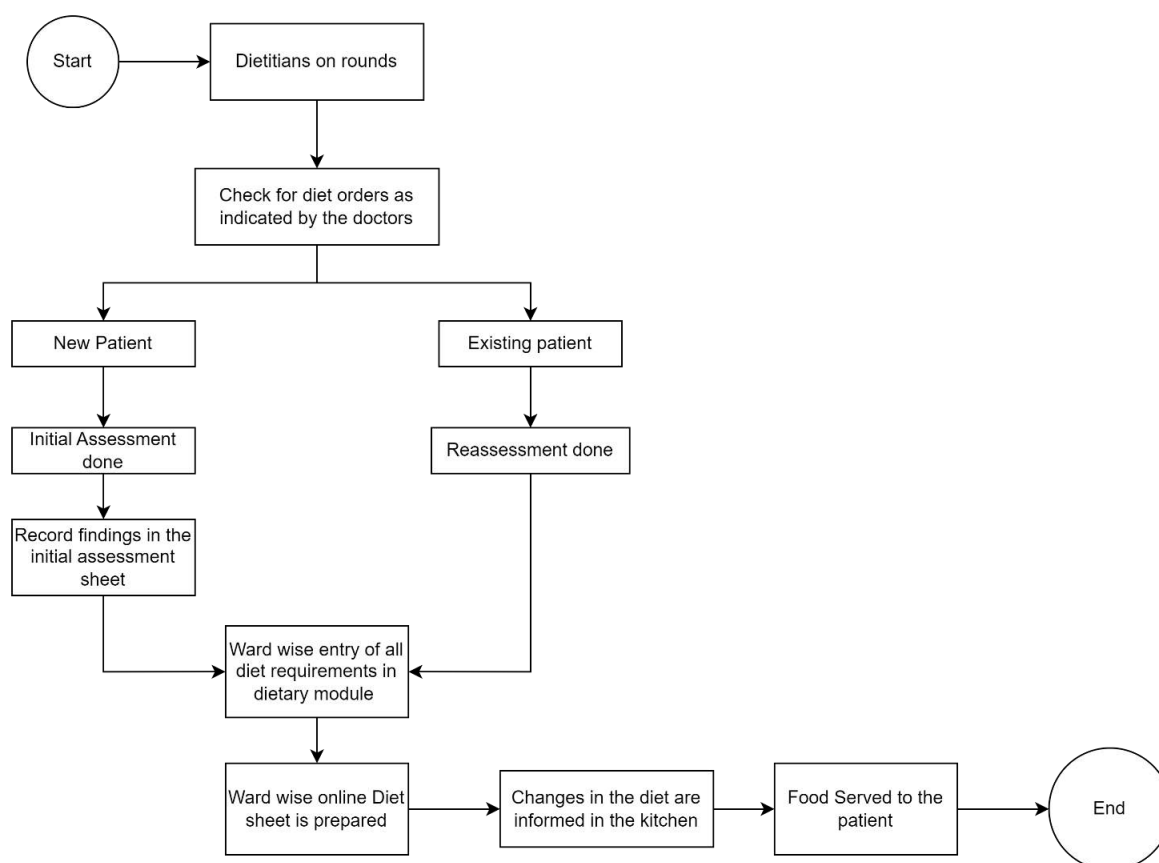 Start
Dietitians on rounds
Check for diet orders as
indicated by the doctors
New Patient
Existing patient
Initial Assessment
done
Reassessment done
Record findings in the
initial assessment
sheet
Ward wise entry of all
diet requirements in
dietary module
Ward wise online Diet
sheet is prepared
Changes in the diet are
informed in the kitchen
Food Served to the
patient
End